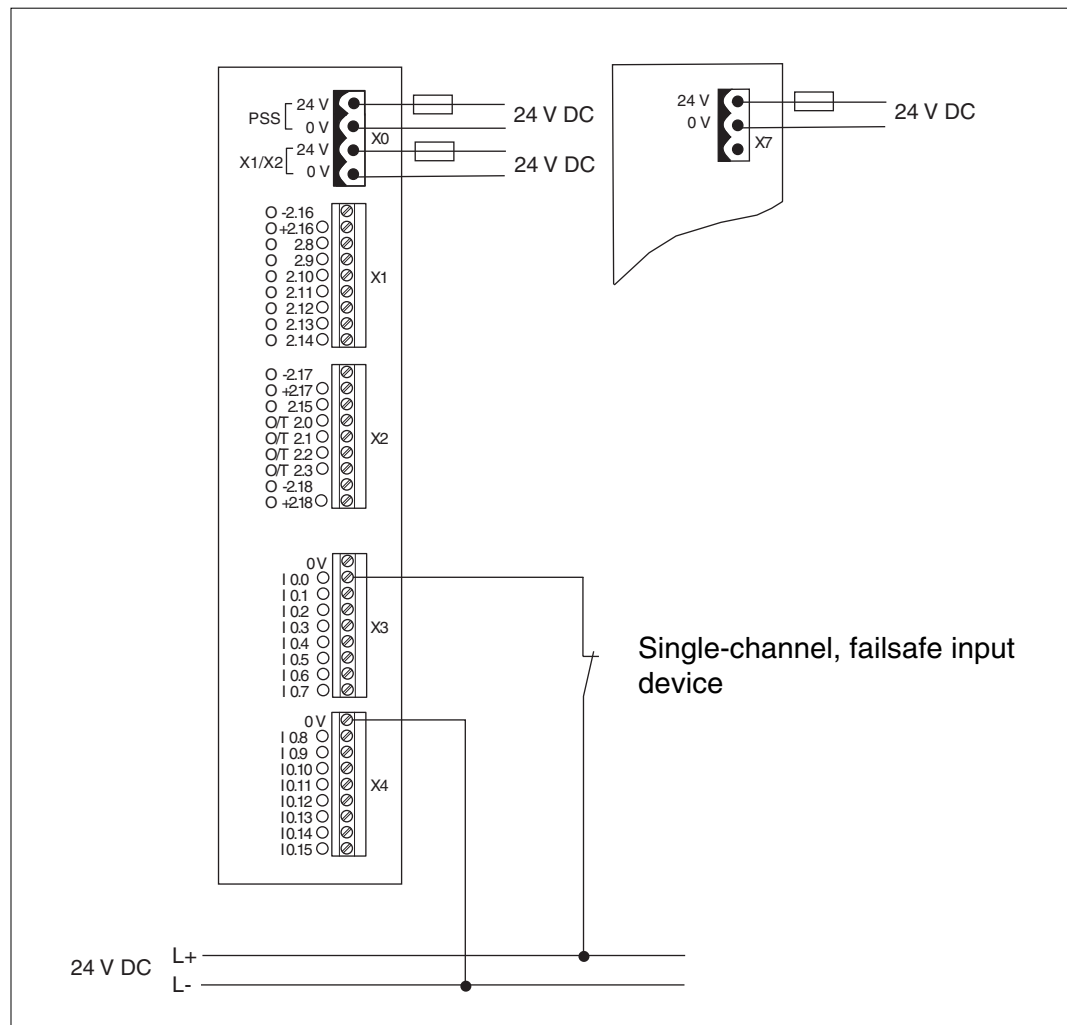 PSS
24 V
0 V
X1/X2
24 V
0 V
X0
24 V DC
24 V DC
24 V
0 V
X7
24 V DC
O -2.16
O +2.16
O 2.8
O 2.9
O 2.10
O 2.11
O 2.12
O 2.13
O 2.14
X1
O -2.17
O +2.17
O 2.15
O/T 2.0
O/T 2.1
O/T 2.2
O/T 2.3
O -2.18
O +2.18
X2
0 V
I 0.0
I 0.1
I 0.2
I 0.3
I 0.4
I 0.5
I 0.6
I 0.7
X3
Single-channel, failsafe input
device
0 V
I 0.8
I 0.9
I 0.10
I 0.11
I 0.12
I 0.13
I 0.14
I 0.15
X4
24 V DC
L+
L-